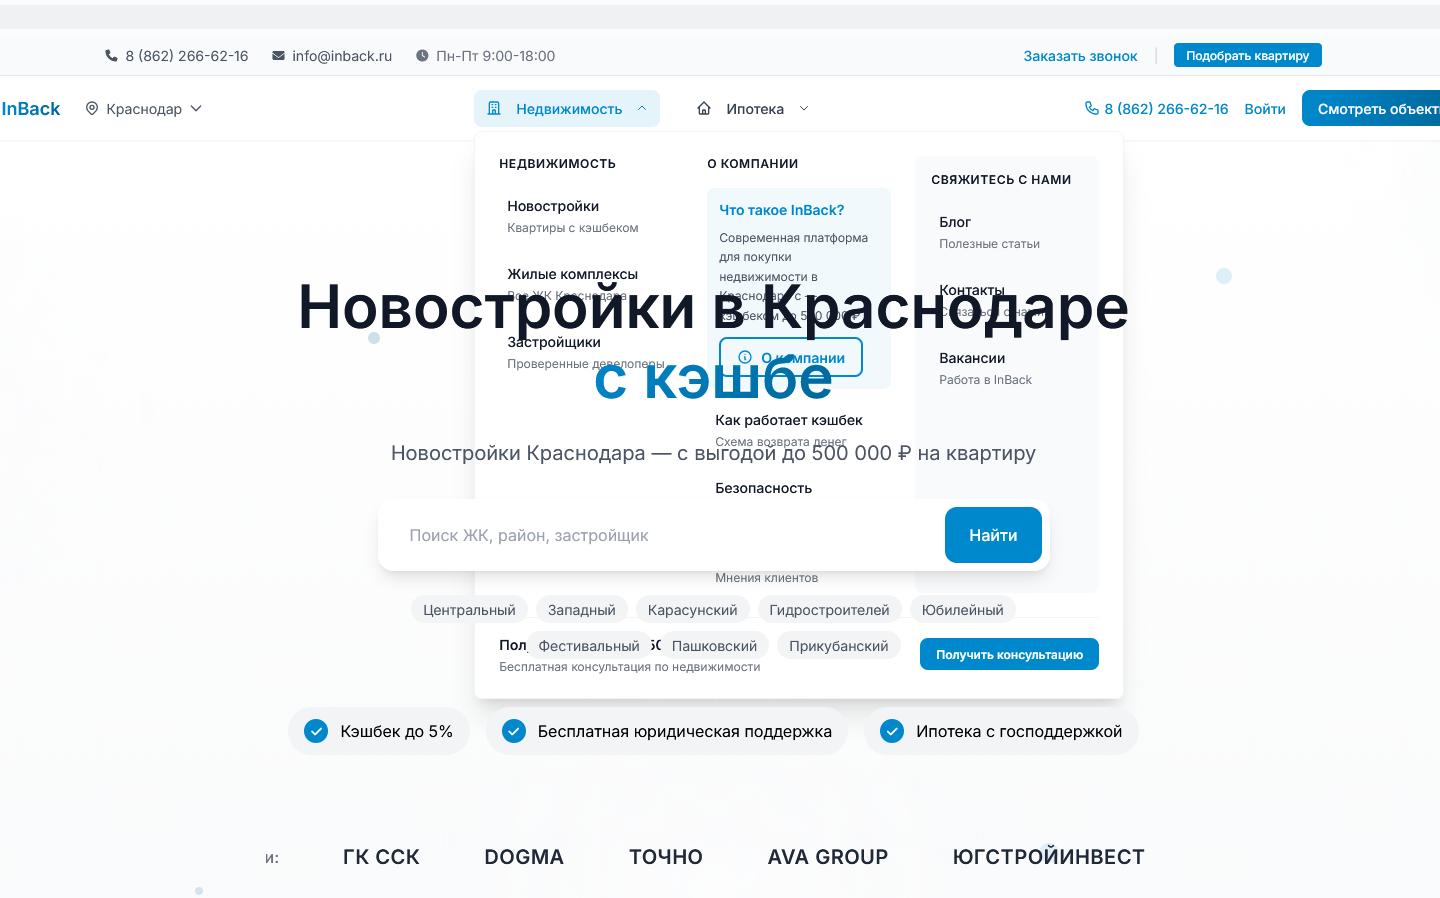 8 (862) 266-62-16
info@inback.ru
Пн-Пт 9:00-18:00
Заказать звонок
Подобрать квартиру
InBack
Краснодар
Недвижимость
Ипотека
8 (862) 266-62-16
Войти
Смотреть объект
НЕДВИЖИМОСТЬ
Новостройки
Квартиры с кэшбеком
Жилые комплексы
Все ЖК Краснодара
Застройщики
Проверенные девелоперы
О КОМПАНИИ
Что такое InBack?
Современная платформа
для покупки
недвижимости в
Краснодаре с
кэшбеком до 500 000 ₽
О компании
Как работает кэшбек
Схема возврата денег
Безопасность
Мнения клиентов
СВЯЖИТЕСЬ С НАМИ
Блог
Полезные статьи
Контакты
Связаться с нами
Вакансии
Работа в InBack
Новостройки в Краснодаре
с кэшбе
Новостройки Краснодара — с выгодой до 500 000 ₽ на квартиру
Поиск ЖК, район, застройщик
Найти
Центральный
Западный
Карасунский
Гидростроителей
Юбилейный
Фестивальный
Пашковский
Прикубанский
Бесплатная консультация по недвижимости
Получить консультацию
Кэшбек до 5%
Бесплатная юридическая поддержка
Ипотека с господдержкой
и:
ГК ССК
DOGMA
ТОЧНО
AVA GROUP
ЮГСТРОЙИНВЕСТ